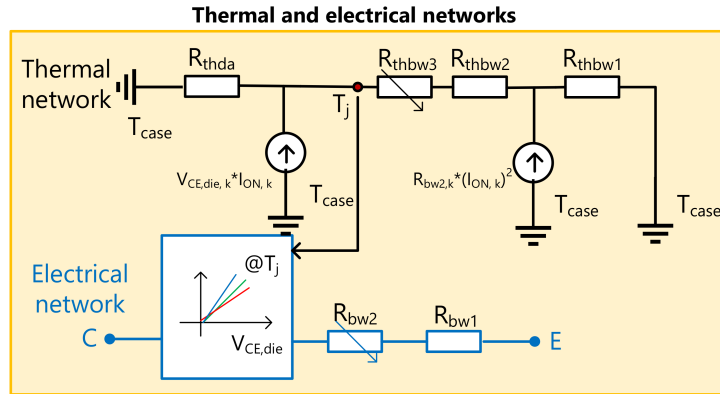 Thermal and electrical networks
Thermal
network
Rthda
Rthbw3
Rthbw2
Rthbw1
Tcase
Tj
VCE,die, k*ION, k
Tcase
Rbw2,k*(ION, k)2
Tcase
Tcase
Electrical
network
@Tj
VCE,die
C
Rbw2
Rbw1
E